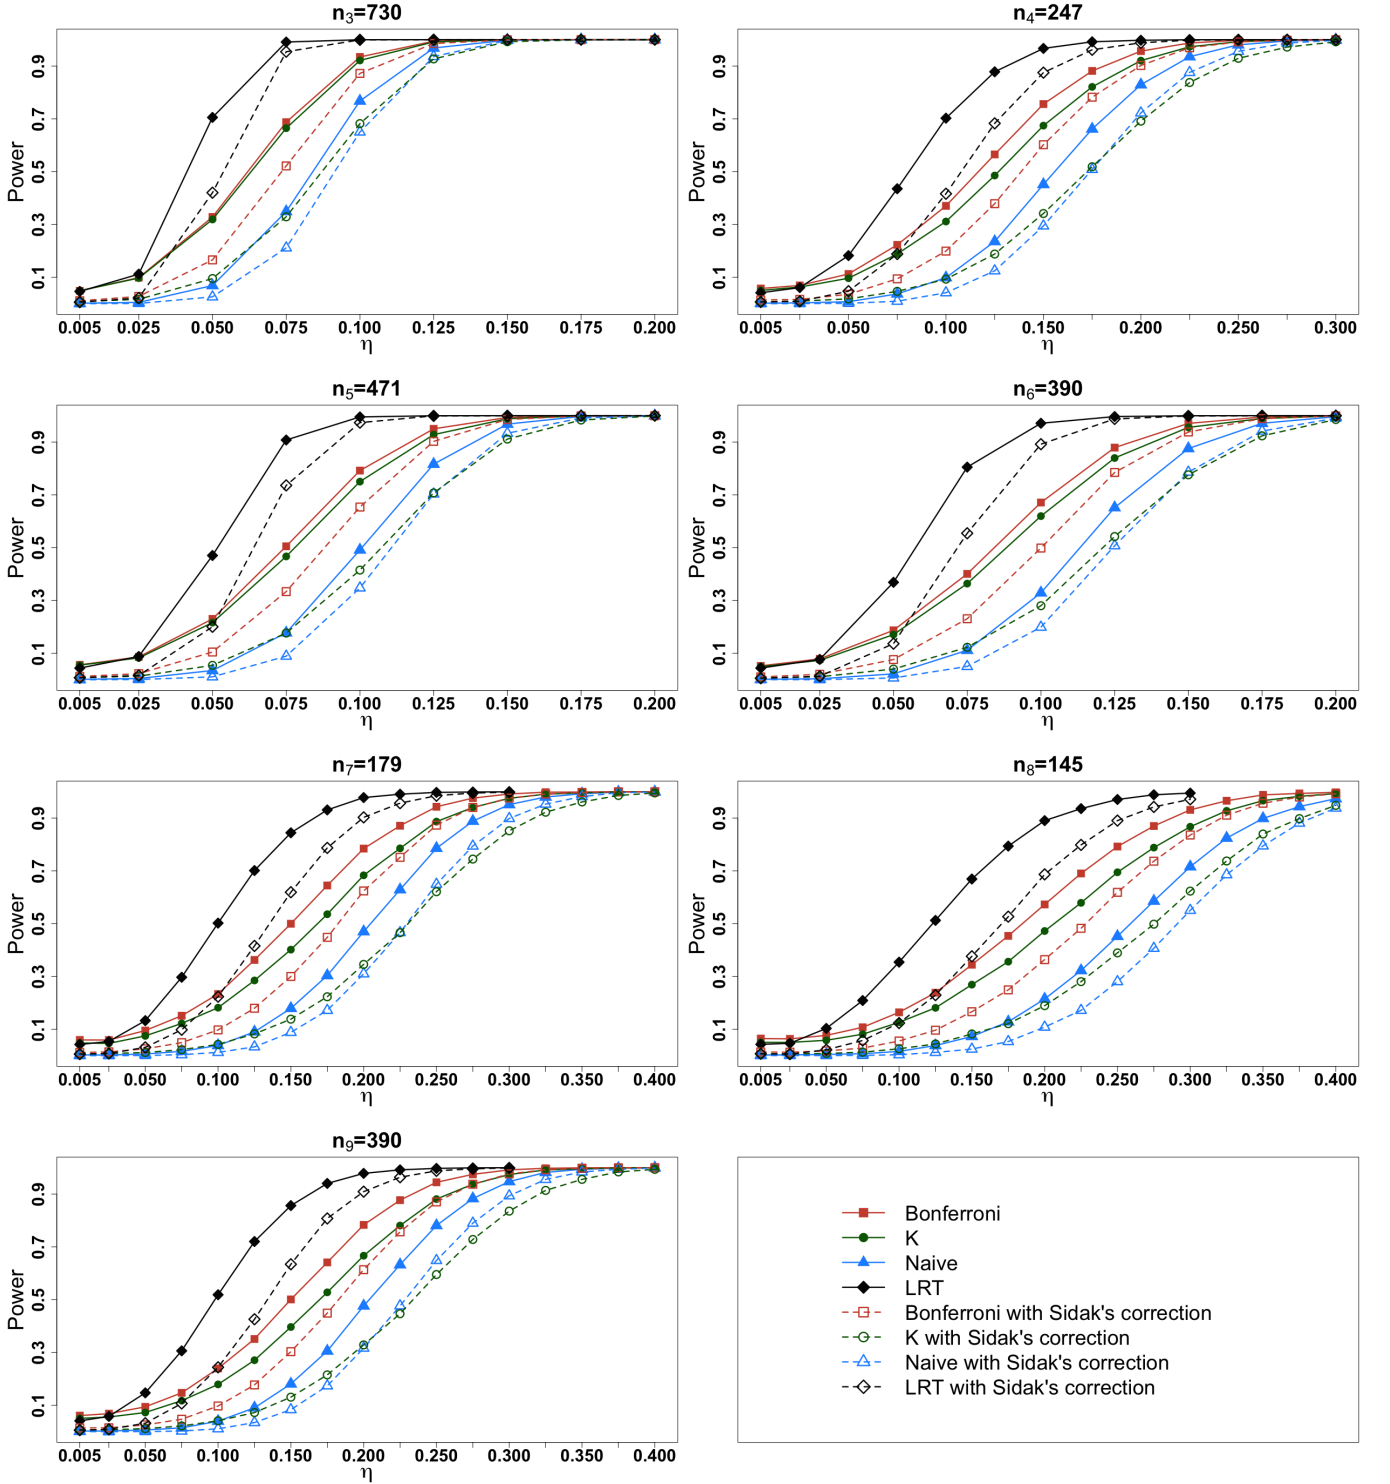 n3=730
Power
0.1 0.3 0.5 0.7 0.9
0.005 0.025 0.050 0.075 0.100 0.125 0.150 0.175 0.200
η
n4=247
Power
0.1 0.3 0.5 0.7 0.9
0.005 0.050 0.100 0.150 0.200 0.250 0.300
η
n5=471
Power
0.1 0.3 0.5 0.7 0.9
0.005 0.025 0.050 0.075 0.100 0.125 0.150 0.175 0.200
η
n6=390
Power
0.1 0.3 0.5 0.7 0.9
0.005 0.025 0.050 0.075 0.100 0.125 0.150 0.175 0.200
η
n7=179
Power
0.1 0.3 0.5 0.7 0.9
0.005 0.050 0.100 0.150 0.200 0.250 0.300 0.350 0.400
η
n8=145
Power
0.1 0.3 0.5 0.7 0.9
0.005 0.050 0.100 0.150 0.200 0.250 0.300 0.350 0.400
η
n9=390
Power
0.1 0.3 0.5 0.7 0.9
0.005 0.050 0.100 0.150 0.200 0.250 0.300 0.350 0.400
η
Bonferroni
K
Naive
LRT
Bonferroni with Sidak's correction
K with Sidak's correction
Naive with Sidak's correction
LRT with Sidak's correction